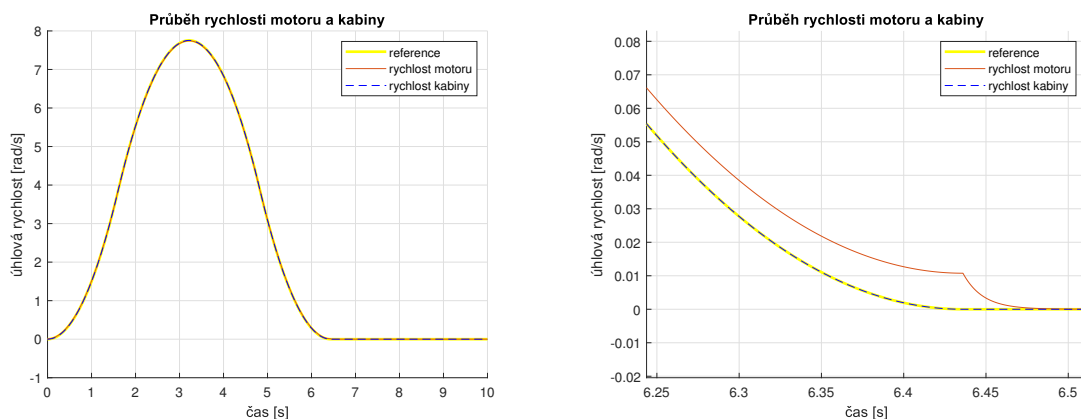 Průběh rychlosti motoru a kabiny
úhlová rychlost [rad/s]
8
7
6
5
4
3
2
1
0
-1
reference
rychlost motoru
rychlost kabiny
0 1 2 3 4 5 6 7 8 9 10
čas [s]
Průběh rychlosti motoru a kabiny
úhlová rychlost [rad/s]
0.08
0.07
0.06
0.05
0.04
0.03
0.02
0.01
0
-0.01
-0.02
reference
rychlost motoru
rychlost kabiny
6.25 6.3 6.35 6.4 6.45 6.5
čas [s]